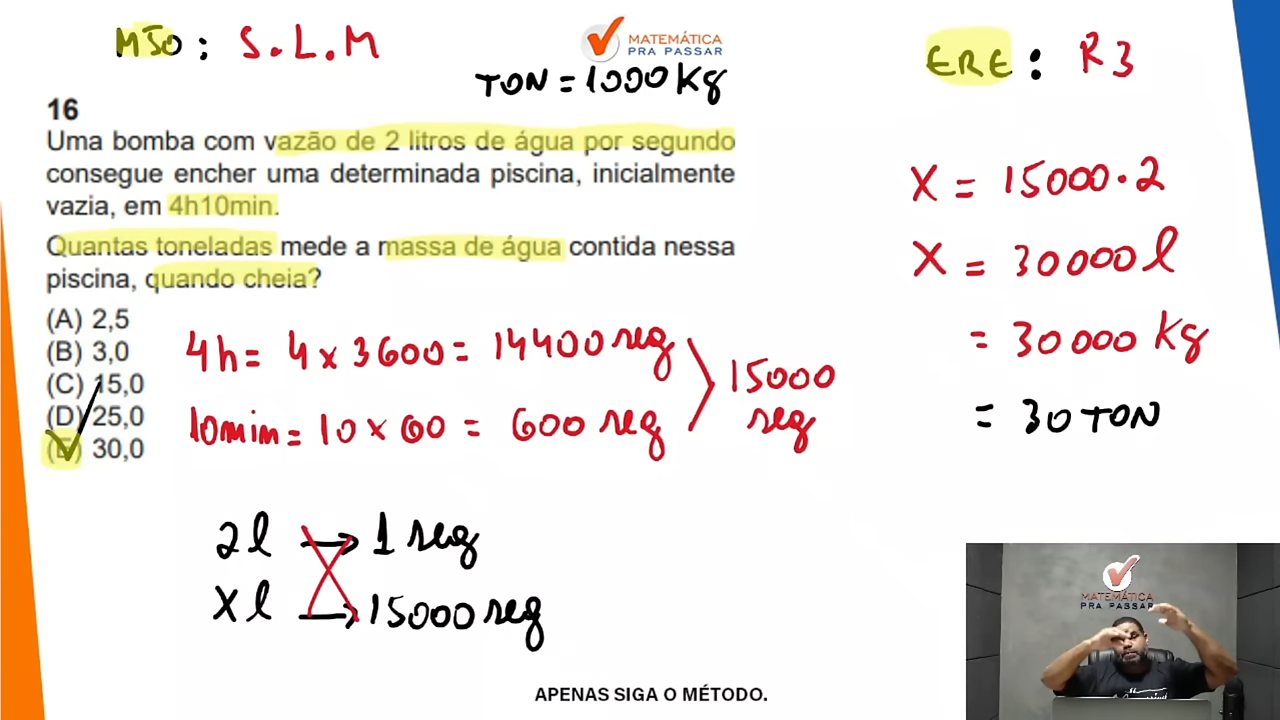 MJO: S.L.M
MATEMÁTICA
PRA PASSAR
TON = 1000 Kg
ERE: R3
16
Uma bomba com vazão de 2 litros de água por segundo
consegue encher uma determinada piscina, inicialmente
vazia, em 4h10min.
Quantas toneladas mede a massa de água contida nessa
piscina, quando cheia?
(A) 2,5
(B) 3,0
(C) 15,0
(D) 25,0
(E) 30,0
4h = 4 x 3600 = 14400 seg
10min = 10 x 60 = 600 seg
15000
seg
2l → 1 seg
xl → 15000 seg
X = 15000.2
X = 30000 l
= 30000 Kg
= 30 TON
MATEMÁTICA
PRA PASSAR
APENAS SIGA O MÉTODO.